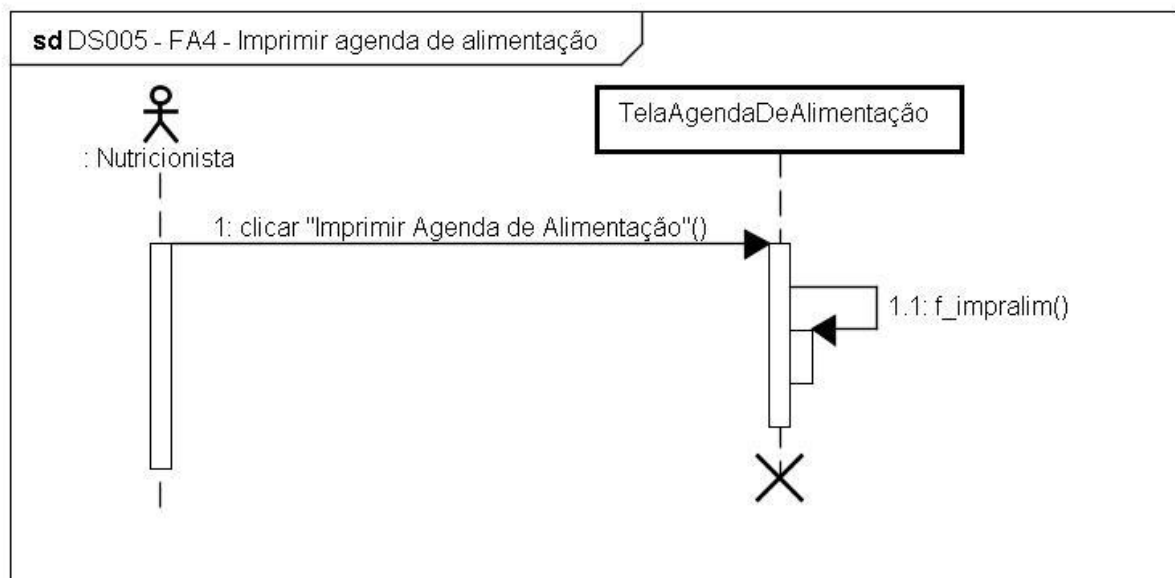 sd DS005 - FA4 - Imprimir agenda de alimentação
TelaAgendaDeAlimentação
: Nutricionista
1: clicar "Imprimir Agenda de Alimentação"()
1.1: f_impralim()